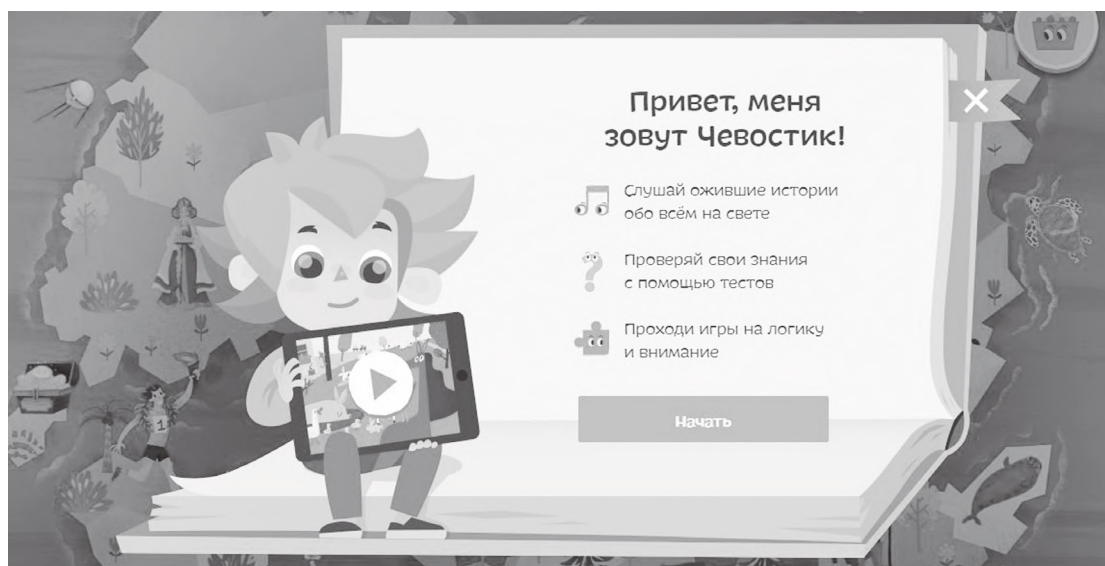 Привет, меня
зовут Чевостик!
Слушай ожившие истории
обо всём на свете
Проверяй свои знания
с помощью тестов
Проходи игры на логику
и внимание
Начать
1